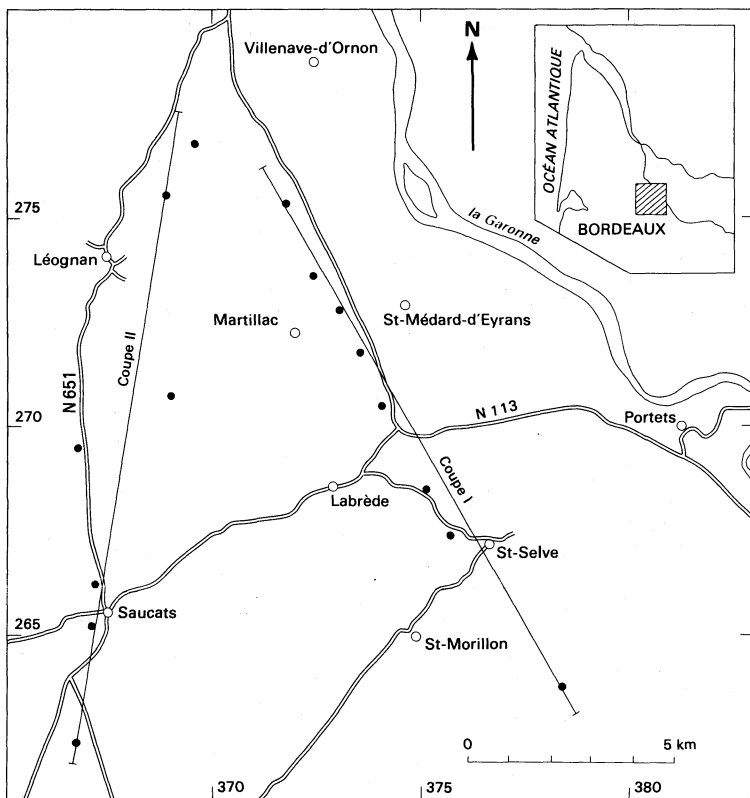 Villenave-d'Ornon
N
OCÉAN ATLANTIQUE
BORDEAUX
275
la Garonne
Léognan
Martillac
St-Médard-d'Eyrans
Coupe II
N 651
270
N 113
Portets
Coupe I
Labrède
St-Selve
265
Saucats
St-Morillon
0 5 km
370
375
380